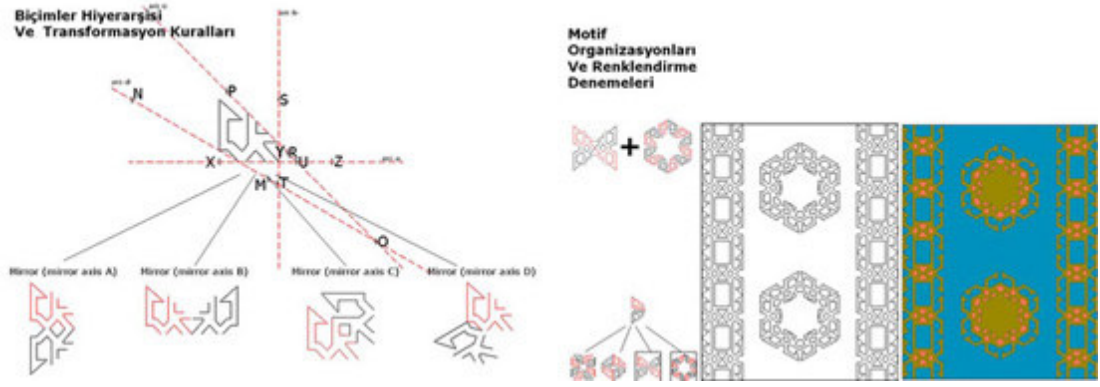 Biçimler Hiyerarşisi
Ve Transformasyon Kuralları
N
P
S
X
Y
R
U
Z
M
T
O
Mirror (mirror axis A)
Mirror (mirror axis B)
Mirror (mirror axis C)
Mirror (mirror axis D)
Motif
Organizasyonları
Ve Renklendirme
Denemeleri
+